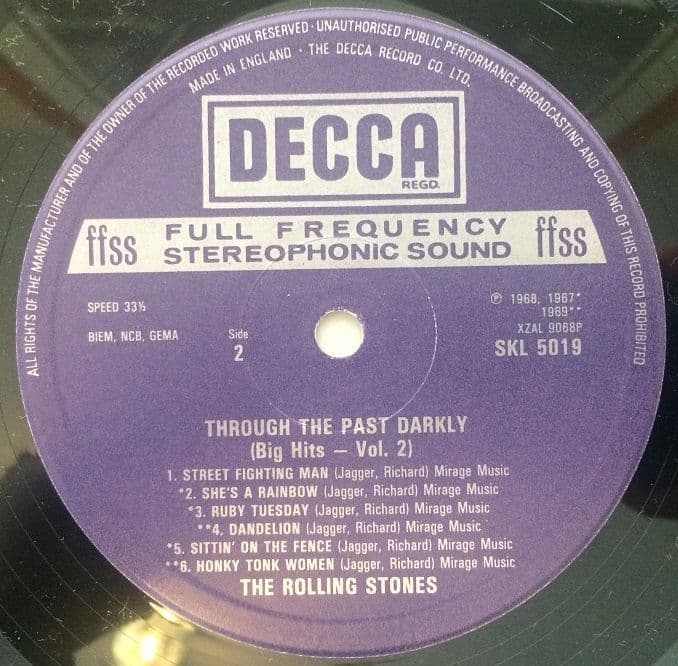 ALL RIGHTS OF THE MANUFACTURER AND OF THE OWNER OF THE RECORDED WORK RESERVED · UNAUTHORISED PUBLIC PERFORMANCE BROADCASTING AND COPYING OF THIS RECORD PROHIBITED
MADE IN ENGLAND · THE DECCA RECORD CO. LTD.
DECCA
REGD.
ffss FULL FREQUENCY ffss
STEREOPHONIC SOUND
SPEED 33⅓
℗ 1968, 1967*
1969**
BIEM, NCB, GEMA
Side
2
XZAL 9068P
SKL 5019
THROUGH THE PAST DARKLY
(Big Hits – Vol. 2)
1. STREET FIGHTING MAN (Jagger, Richard) Mirage Music
*2. SHE'S A RAINBOW (Jagger, Richard) Mirage Music
*3. RUBY TUESDAY (Jagger, Richard) Mirage Music
**4. DANDELION (Jagger, Richard) Mirage Music
*5. SITTIN' ON THE FENCE (Jagger, Richard) Mirage Music
**6. HONKY TONK WOMEN (Jagger, Richard) Mirage Music
THE ROLLING STONES